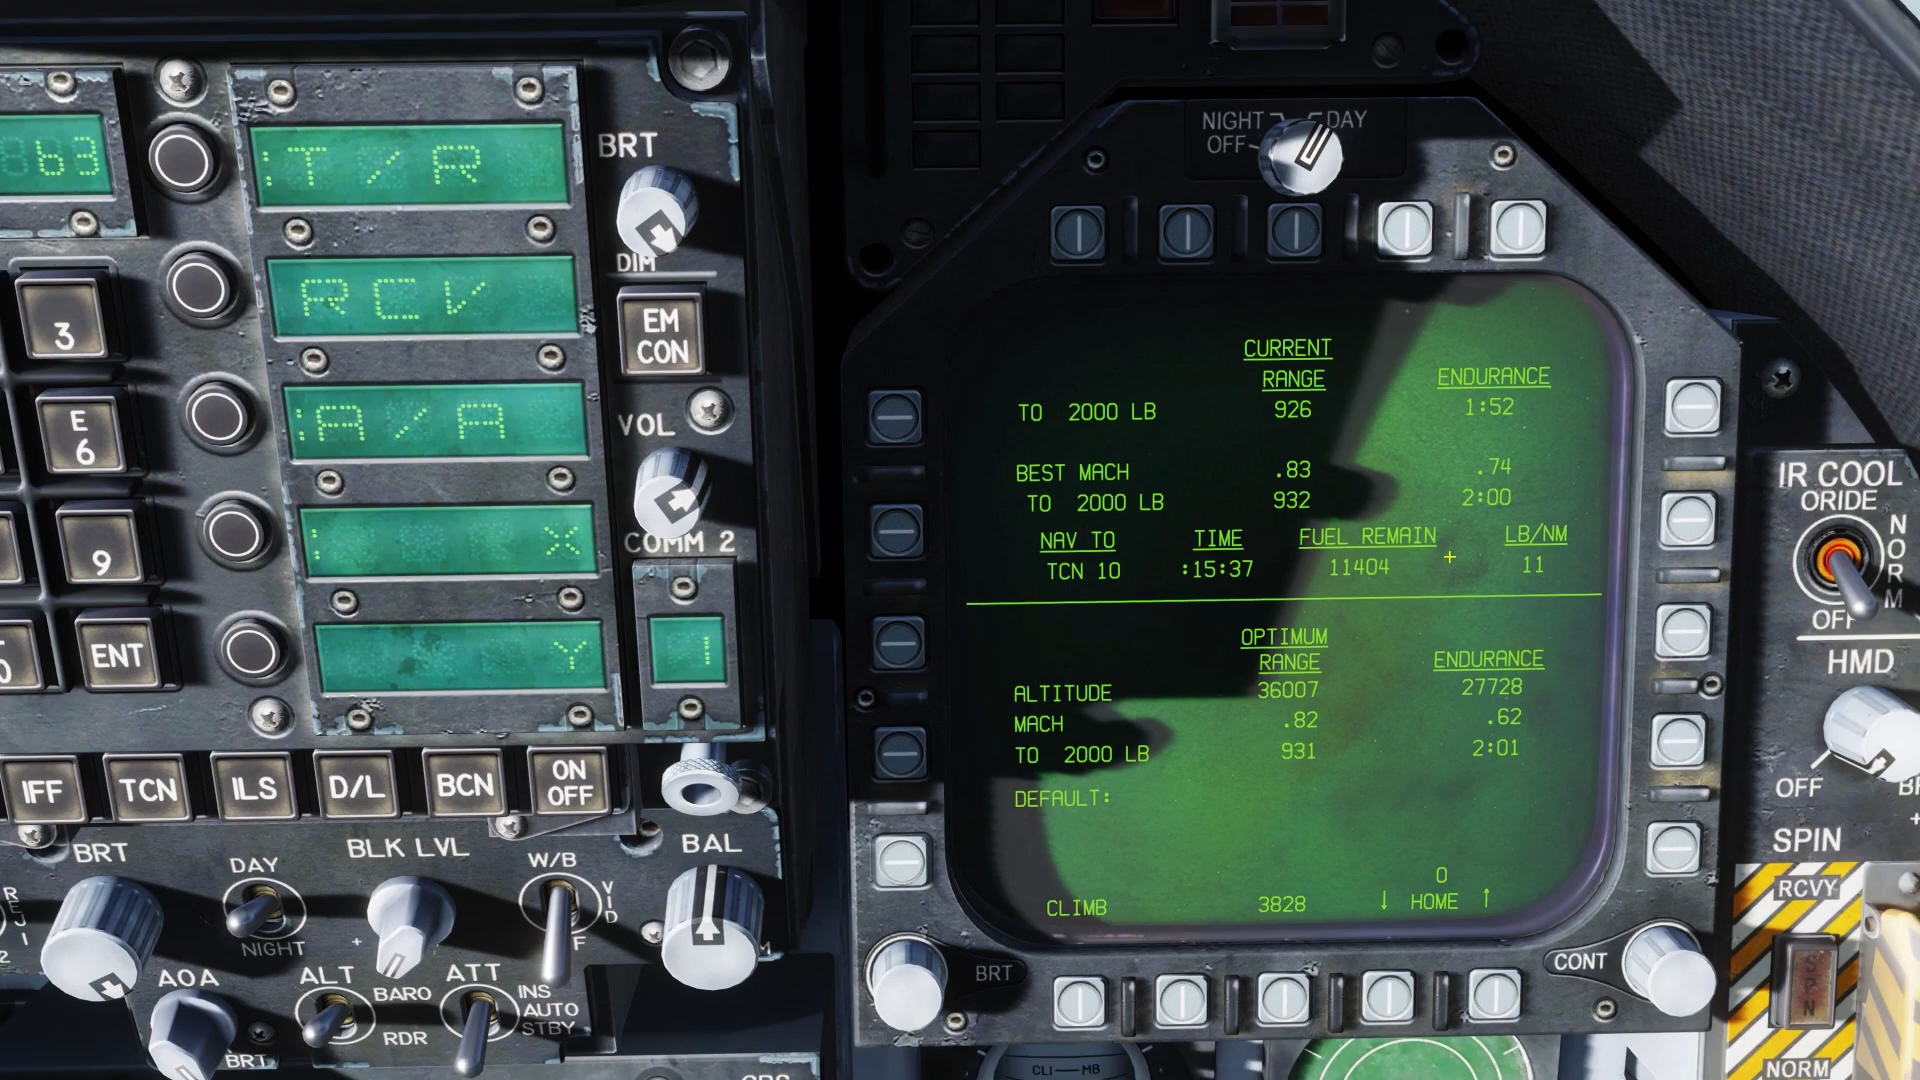 63
:T / R
RCV
:A / A
: X
Y
1
BRT
DIM
EM
CON
VOL
COMM 2
3
E
6
9
ENT
IFF
TCN
ILS
D/L
BCN
ON
OFF
BRT
DAY
NIGHT
BLK LVL
W/B
VID
F
BAL
AOA
BRT
ALT
BARO
RDR
ATT
INS
AUTO
STBY
NIGHT
DAY
OFF
CURRENT
RANGE ENDURANCE
TO 2000 LB 926 1:52
BEST MACH .83 .74
TO 2000 LB 932 2:00
NAV TO TIME FUEL REMAIN LB/NM
TCN 10 :15:37 11404 + 11
OPTIMUM
RANGE ENDURANCE
ALTITUDE 36007 27728
MACH .82 .62
TO 2000 LB 931 2:01
DEFAULT:
0
CLIMB 3828 ↓ HOME ↑
BRT
CONT
CLI—MB
IR COOL
ORIDE
NORM
OFF
HMD
OFF
SPIN
RCVY
SPN
NORM